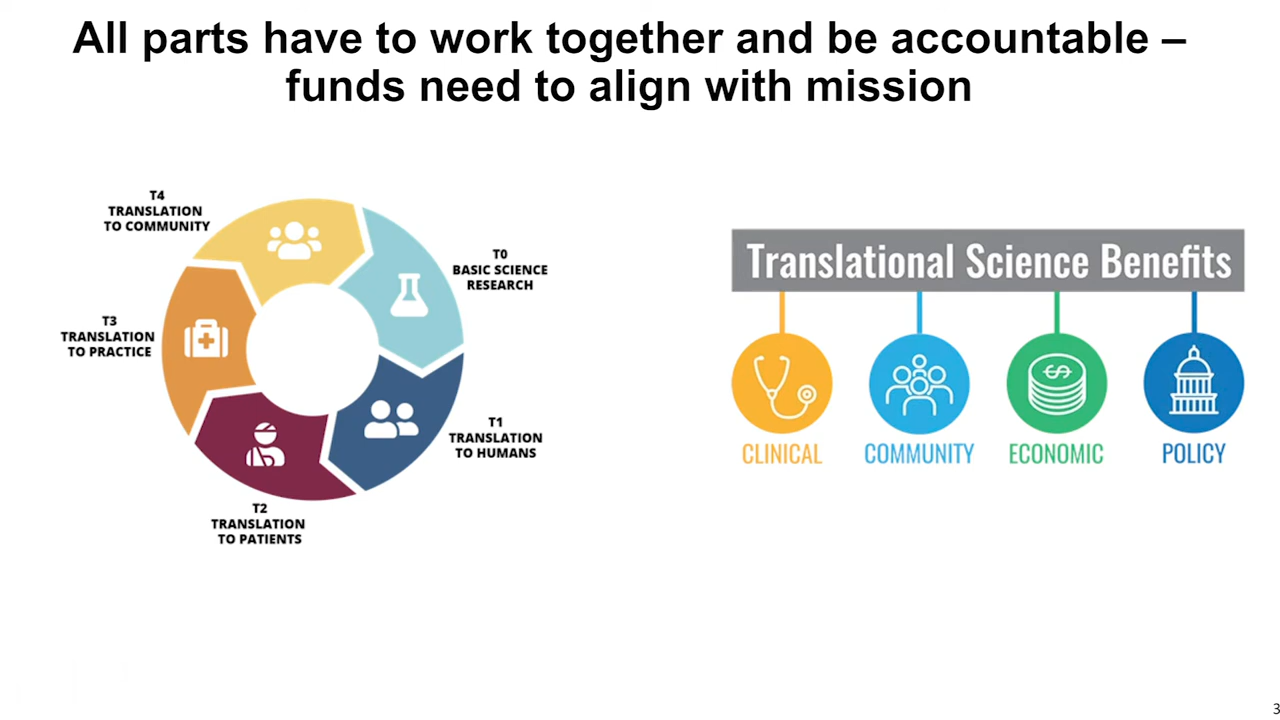 All parts have to work together and be accountable –
funds need to align with mission
T4
TRANSLATION
TO COMMUNITY
T0
BASIC SCIENCE
RESEARCH
T3
TRANSLATION
TO PRACTICE
T1
TRANSLATION
TO HUMANS
T2
TRANSLATION
TO PATIENTS
Translational Science Benefits
$
CLINICAL
COMMUNITY
ECONOMIC
POLICY
3